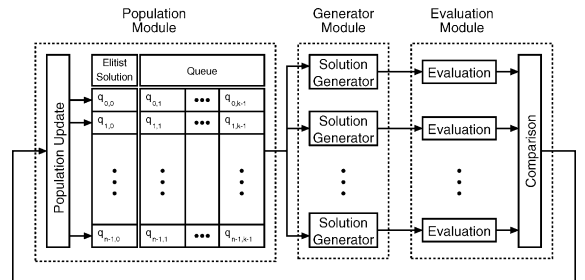 Population Module
Generator Module
Evaluation Module
Population Update
Elitist Solution
Queue
q0,0 q0,1 ••• q0,k-1
q1,0 q1,1 ••• q1,k-1
qn-1,0 qn-1,1 ••• qn-1,k-1
Solution Generator
Solution Generator
Solution Generator
Evaluation
Evaluation
Evaluation
Comparison